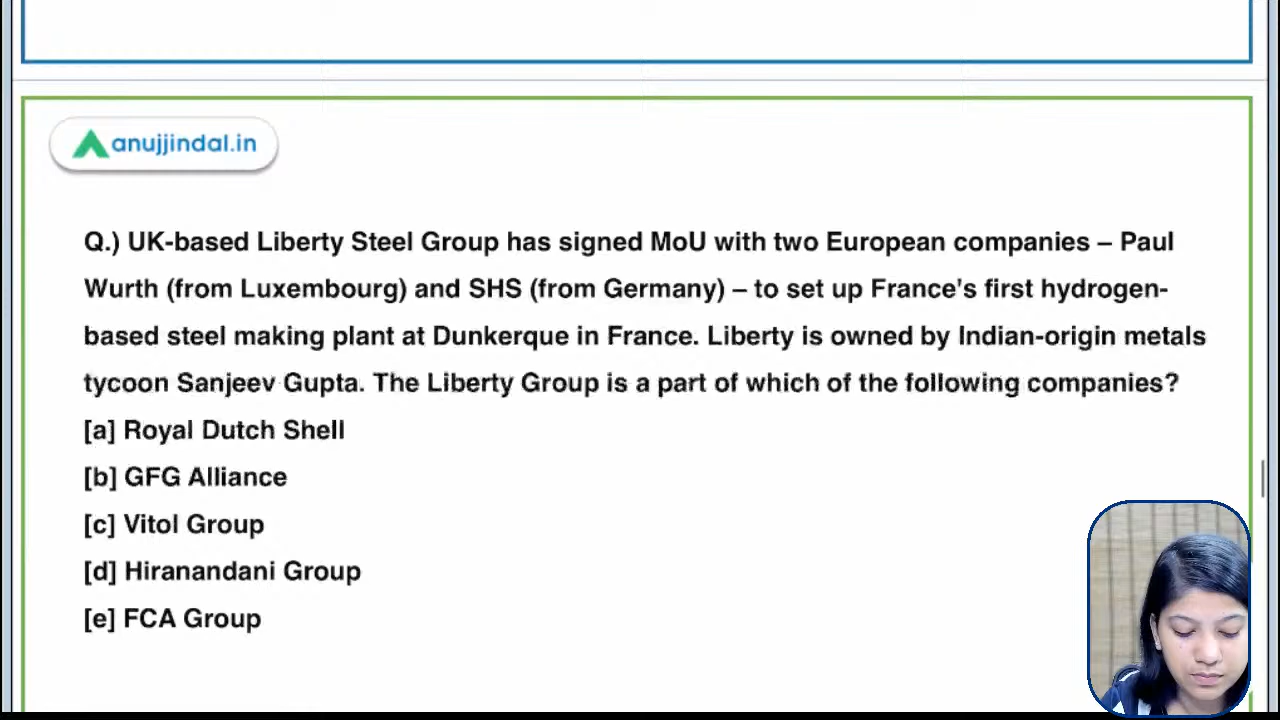 anujjindal.in
Q.) UK-based Liberty Steel Group has signed MoU with two European companies – Paul
Wurth (from Luxembourg) and SHS (from Germany) – to set up France's first hydrogen-
based steel making plant at Dunkerque in France. Liberty is owned by Indian-origin metals
tycoon Sanjeev Gupta. The Liberty Group is a part of which of the following companies?
[a] Royal Dutch Shell
[b] GFG Alliance
[c] Vitol Group
[d] Hiranandani Group
[e] FCA Group